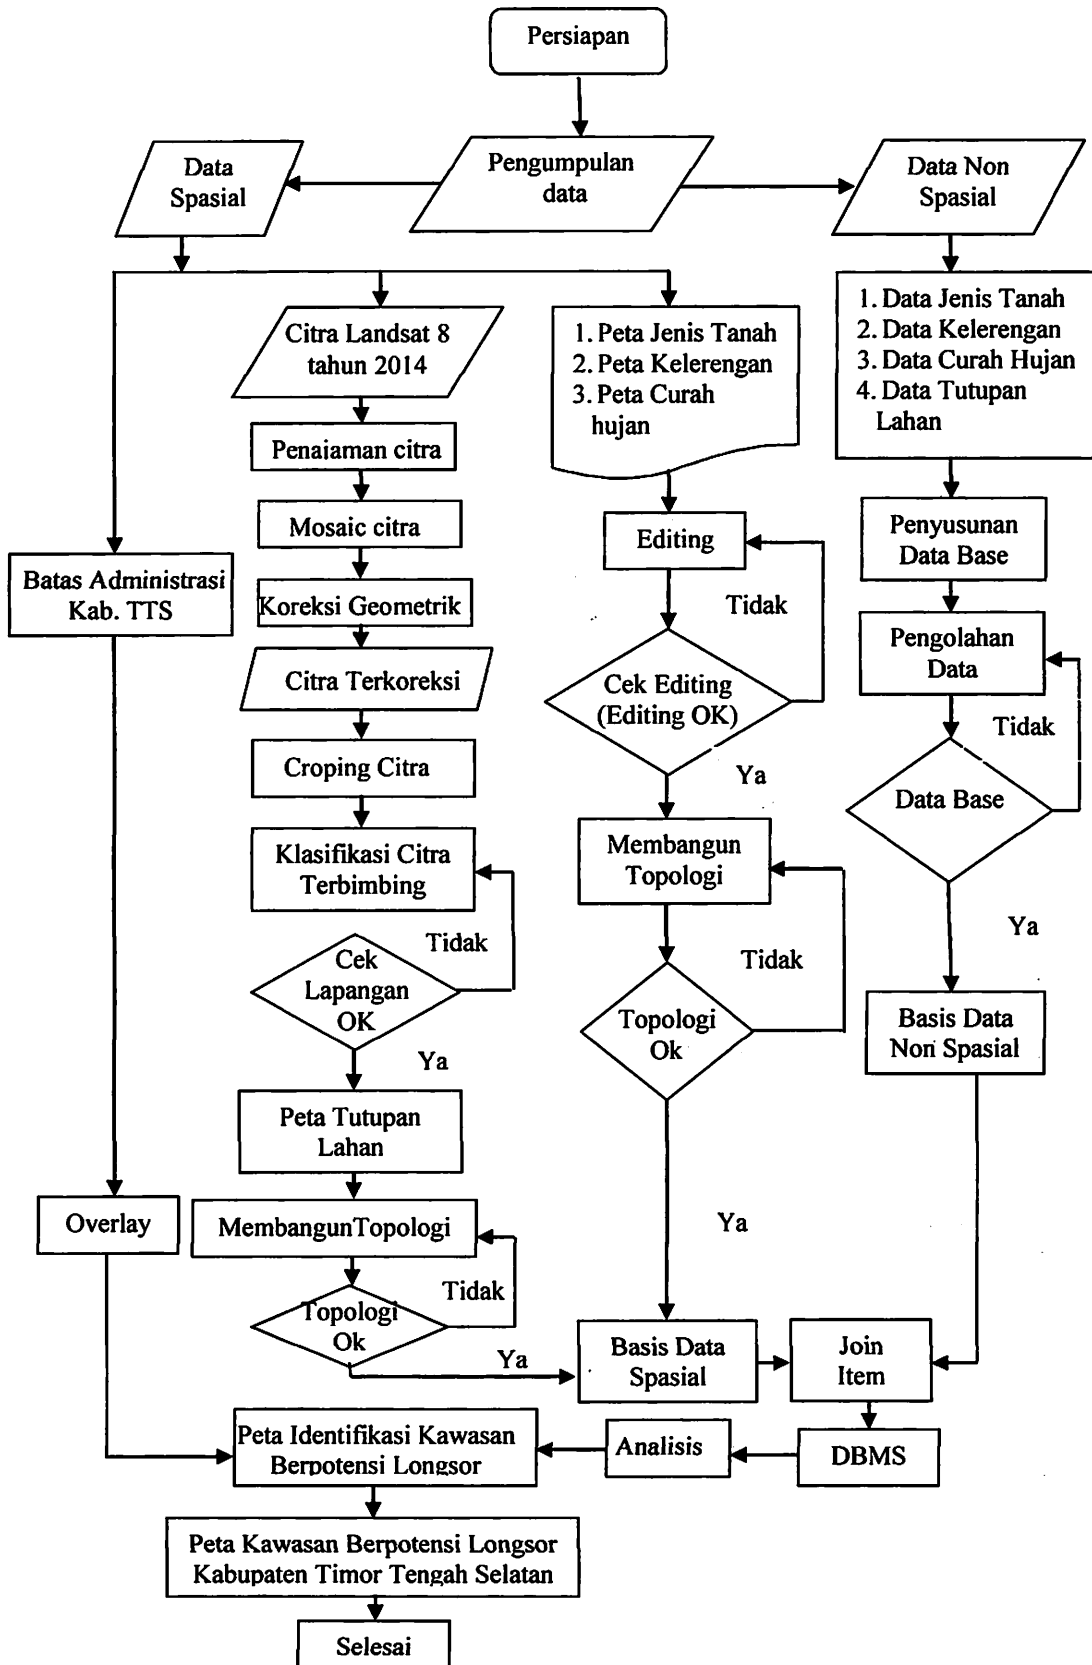 Persiapan
Data
Spasial
Pengumpulan
data
Data Non
Spasial
Citra Landsat 8
tahun 2014
1. Peta Jenis Tanah
2. Peta Kelerengan
3. Peta Curah
hujan
1. Data Jenis Tanah
2. Data Kelerengan
3. Data Curah Hujan
4. Data Tutupan
Lahan
Penajaman citra
Mosaic citra
Koreksi Geometrik
Citra Terkoreksi
Croping Citra
Klasifikasi Citra
Terbimbing
Tidak
Cek
Lapangan
OK
Ya
Peta Tutupan
Lahan
MembangunTopologi
Tidak
Topologi
Ok
Ya
Batas Administrasi
Kab. TTS
Overlay
Editing
Tidak
Cek Editing
(Editing OK)
Ya
Membangun
Topologi
Tidak
Topologi
Ok
Ya
Penyusunan
Data Base
Pengolahan
Data
Tidak
Data Base
Ya
Basis Data
Non Spasial
Basis Data
Spasial
Join
Item
DBMS
Analisis
Peta Identifikasi Kawasan
Berpotensi Longsor
Peta Kawasan Berpotensi Longsor
Kabupaten Timor Tengah Selatan
Selesai